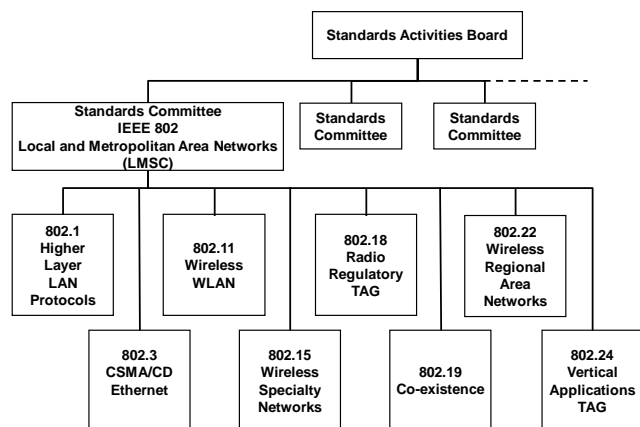 Standards Activities Board
Standards Committee
IEEE 802
Local and Metropolitan Area Networks
(LMSC)
Standards
Committee
Standards
Committee
802.1
Higher
Layer
LAN
Protocols
802.11
Wireless
WLAN
802.18
Radio
Regulatory
TAG
802.22
Wireless
Regional
Area
Networks
802.3
CSMA/CD
Ethernet
802.15
Wireless
Specialty
Networks
802.19
Co-existence
802.24
Vertical
Applications
TAG